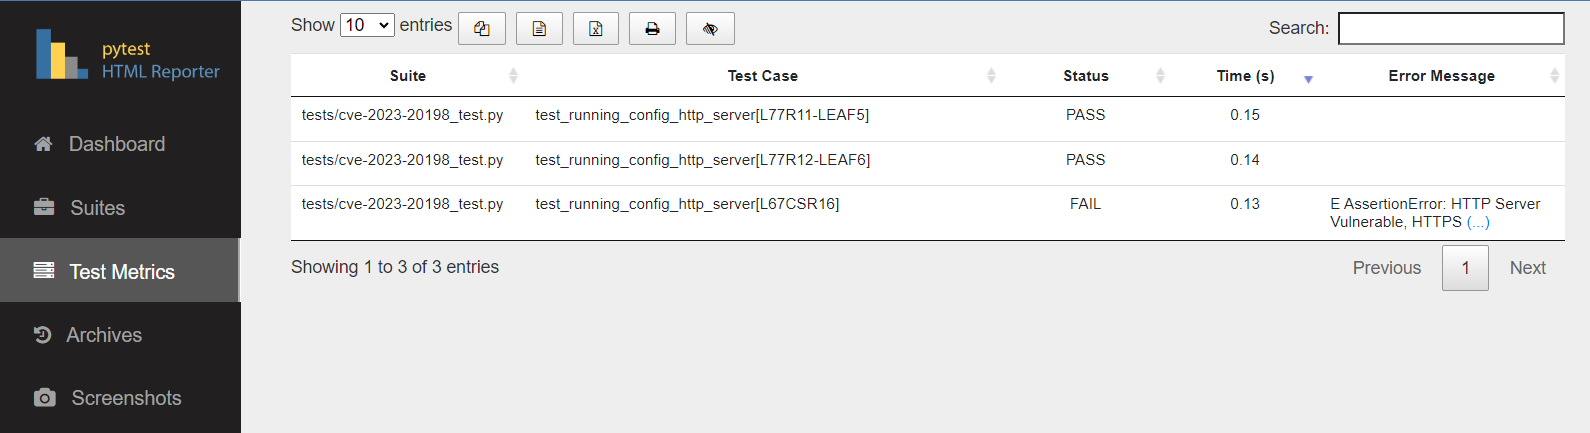 pytest
HTML Reporter
Dashboard
Suites
Test Metrics
Archives
Screenshots
Show 10 entries
Search:
Suite Test Case Status Time (s) Error Message
tests/cve-2023-20198_test.py test_running_config_http_server[L77R11-LEAF5] PASS 0.15
tests/cve-2023-20198_test.py test_running_config_http_server[L77R12-LEAF6] PASS 0.14
tests/cve-2023-20198_test.py test_running_config_http_server[L67CSR16] FAIL 0.13 E AssertionError: HTTP Server
Vulnerable, HTTPS (...)
Showing 1 to 3 of 3 entries
Previous 1 Next